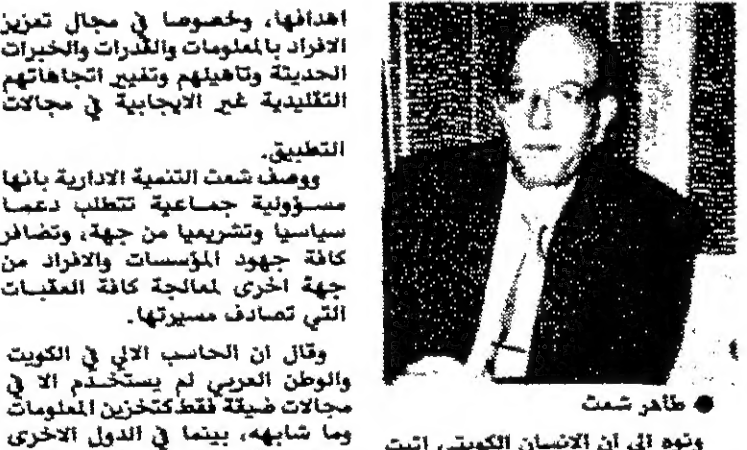 ● طاهر شعت
ونوه الى ان الانسان الكويتي اثبت
اهدافها، وخصوصا في مجال تعزيز
الافراد بالمعلومات والقدرات والخبرات
الحديثة وتاهيلهم وتغيير اتجاهاتهم
التقليدية غير الايجابية في مجالات
التطبيق.
ووصف شعت التنمية الادارية بانها
مسؤولية جماعية تتطلب دعما
سياسيا وتشريعيا من جهة، وتضافر
كافة جهود المؤسسات والافراد من
جهة اخرى لمعالجة كافة العقبات
التي تصادف مسيرتها.
وقال ان الحاسب الالي في الكويت
والوطن العربي لم يستخدم الا في
مجالات ضيقة فقط كتخزين المعلومات
وما شابهه، بينما في الدول الاخرى